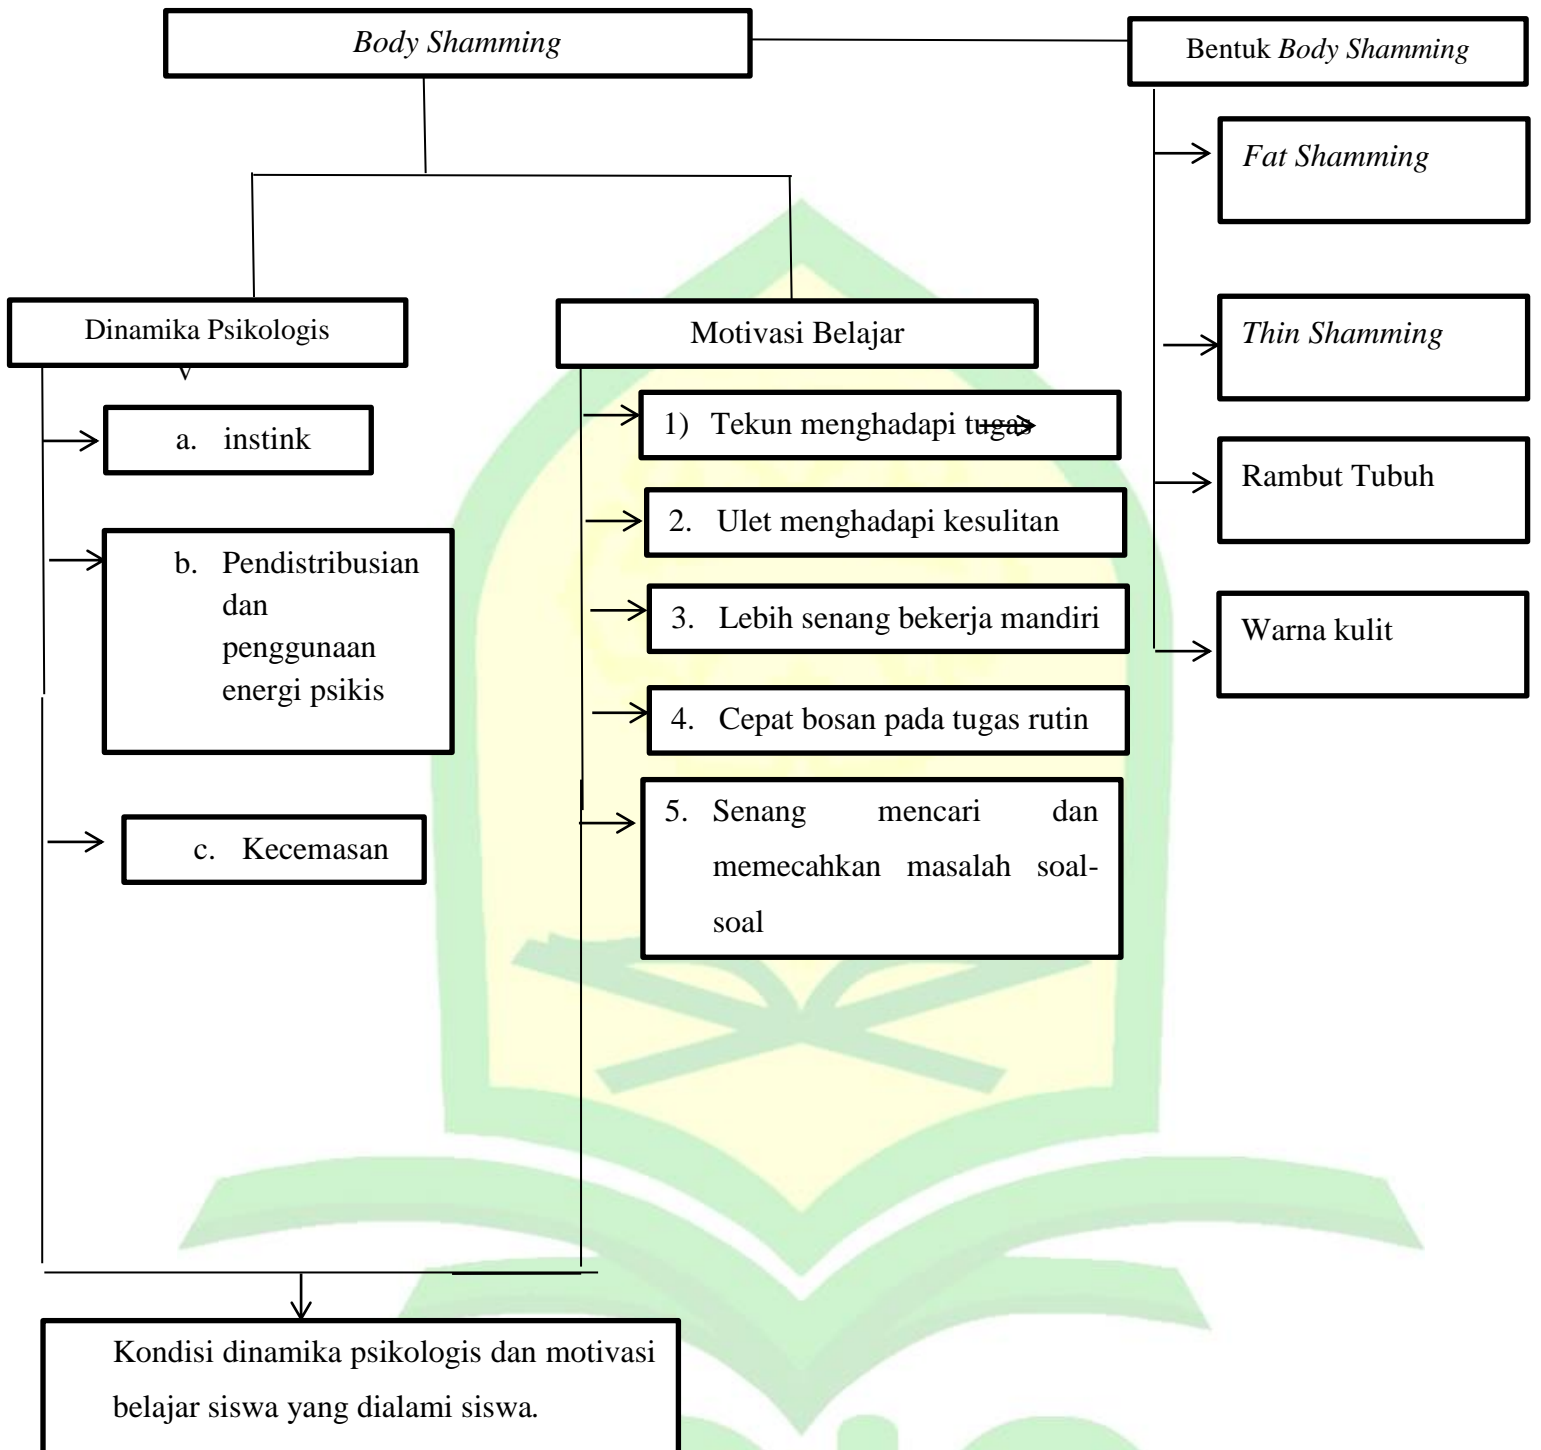 Body Shamming
Bentuk Body Shamming
Fat Shamming
Thin Shamming
Rambut Tubuh
Warna kulit
Dinamika Psikologis
a. instink
b. Pendistribusian
dan
penggunaan
energi psikis
c. Kecemasan
Motivasi Belajar
1) Tekun menghadapi tugas
2. Ulet menghadapi kesulitan
3. Lebih senang bekerja mandiri
4. Cepat bosan pada tugas rutin
5. Senang mencari dan
memecahkan masalah soal-
soal
Kondisi dinamika psikologis dan motivasi
belajar siswa yang dialami siswa.